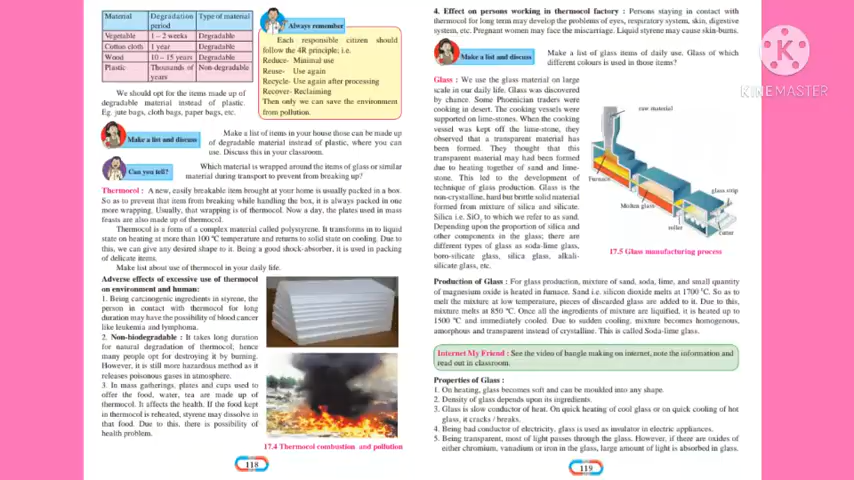 Material Degradation period Type of material
Vegetable 1 – 2 weeks Degradable
Cotton cloth 1 year Degradable
Wood 10 – 15 years Degradable
Plastic Thousands of years Non-degradable
We should opt for the items made up of
degradable material instead of plastic.
Eg. jute bags, cloth bags, paper bags, etc.
Always remember
Each responsible citizen should
follow the 4R principle; i.e.
Reduce- Minimal use
Reuse- Use again
Recycle- Use again after processing
Recover- Reclaiming
Then only we can save the environment
from pollution.
Make a list and discuss
Make a list of items in your house those can be made up
of degradable material instead of plastic, where you can
use. Discuss this in your classroom.
Can you tell?
Which material is wrapped around the items of glass or similar
material during transport to prevent from breaking up?
Thermocol : A new, easily breakable item brought at your home is usually packed in a box.
So as to prevent that item from breaking while handling the box, it is always packed in one
more wrapping. Usually, that wrapping is of thermocol. Now a day, the plates used in mass
feasts are also made up of thermocol.
Thermocol is a form of a complex material called polystyrene. It transforms in to liquid
state on heating at more than 100 °C temperature and returns to solid state on cooling. Due to
this, we can give any desired shape to it. Being a good shock-absorber, it is used in packing
of delicate items.
Make list about use of thermocol in your daily life.
Adverse effects of excessive use of thermocol
on environment and human:
1. Being carcinogenic ingredients in styrene, the
person in contact with thermocol for long
duration may have the possibility of blood cancer
like leukemia and lymphoma.
2. Non-biodegradable : It takes long duration
for natural degradation of thermocol; hence
many people opt for destroying it by burning.
However, it is still more hazardous method as it
releases poisonous gases in atmosphere.
3. In mass gatherings, plates and cups used to
offer the food, water, tea are made up of
thermocol. It affects the health. If the food kept
in thermocol is reheated, styrene may dissolve in
that food. Due to this, there is possibility of
health problem.
17.4 Thermocol combustion and pollution
118
4. Effect on persons working in thermocol factory : Persons staying in contact with
thermocol for long term may develop the problems of eyes, respiratory system, skin, digestive
system, etc. Pregnant women may face the miscarriage. Liquid styrene may cause skin-burns.
Make a list and discuss
Make a list of glass items of daily use. Glass of which
different colours is used in those items?
Glass : We use the glass material on large
scale in our daily life. Glass was discovered
by chance. Some Phoenician traders were
cooking in desert. The cooking vessels were
supported on lime-stones. When the cooking
vessel was kept off the lime-stone, they
observed that a transparent material has
been formed. They thought that this
transparent material may had been formed
due to heating together of sand and lime-
stone. This led to the development of
technique of glass production. Glass is the
non-crystalline, hard but brittle solid material
formed from mixture of silica and silicate.
Silica i.e. SiO2 to which we refer to as sand.
Depending upon the proportion of silica and
other components in the glass; there are
different types of glass as soda-lime glass,
boro-silicate glass, silica glass, alkali-
silicate glass, etc.
raw material
Furnace
Molten glass
glass strip
roller
cutter
17.5 Glass manufacturing process
Production of Glass : For glass production, mixture of sand, soda, lime, and small quantity
of magnesium oxide is heated in furnace. Sand i.e. silicon dioxide melts at 1700 °C. So as to
melt the mixture at low temperature, pieces of discarded glass are added to it. Due to this,
mixture melts at 850 °C. Once all the ingredients of mixture are liquified, it is heated up to
1500 °C and immediately cooled. Due to sudden cooling, mixture becomes homogenous,
amorphous and transparent instead of crystalline. This is called Soda-lime glass.
Internet My Friend : See the video of bangle making on internet, note the information and
read out in classroom.
Properties of Glass :
1. On heating, glass becomes soft and can be moulded into any shape.
2. Density of glass depends upon its ingredients.
3. Glass is slow conductor of heat. On quick heating of cool glass or on quick cooling of hot
glass, it cracks / breaks.
4. Being bad conductor of electricity, glass is used as insulator in electric appliances.
5. Being transparent, most of light passes through the glass. However, if there are oxides of
either chromium, vanadium or iron in the glass, large amount of light is absorbed in glass.
119
KINEMASTER